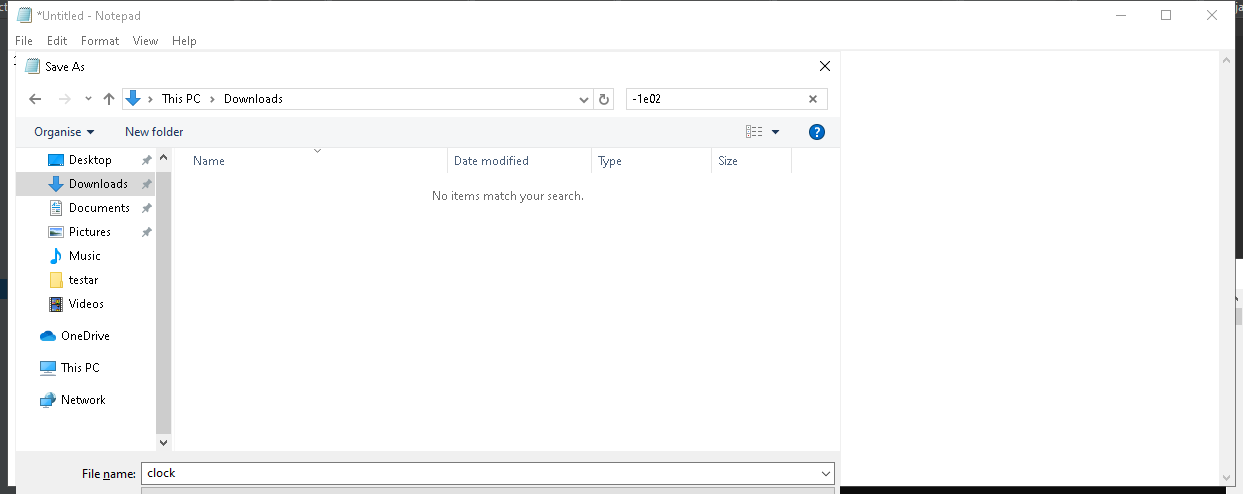 *Untitled - Notepad
File Edit Format View Help
Save As
This PC > Downloads
-1e02
Organise New folder
Name Date modified Type Size
No items match your search.
Desktop
Downloads
Documents
Pictures
Music
testar
Videos
OneDrive
This PC
Network
File name: clock